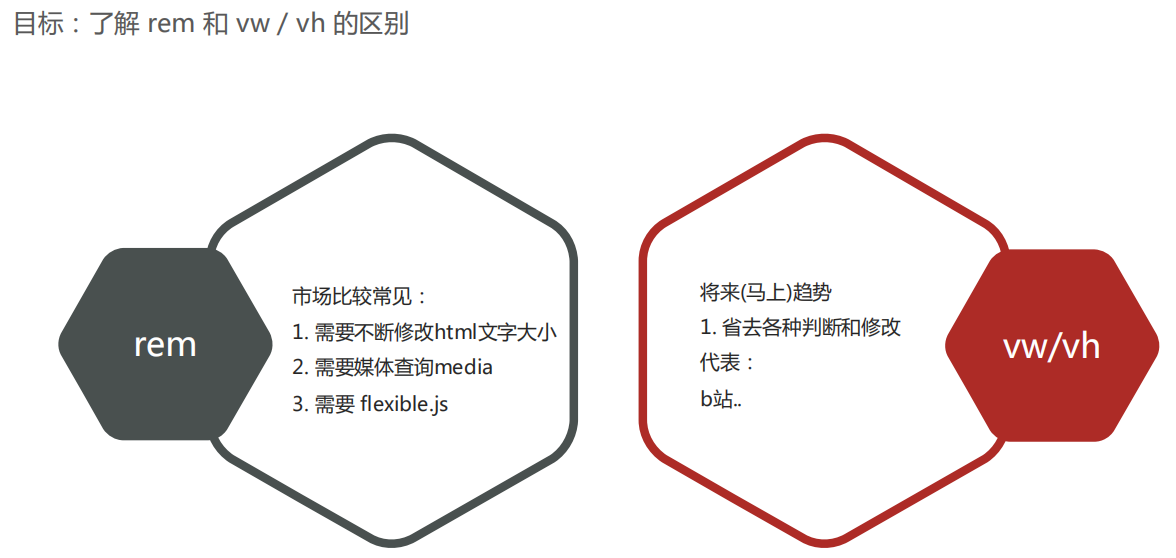 目标：了解 rem 和 vw / vh 的区别
rem
市场比较常见：
1. 需要不断修改html文字大小
2. 需要媒体查询media
3. 需要 flexible.js
将来(马上)趋势
1. 省去各种判断和修改
代表：
b站..
vw/vh